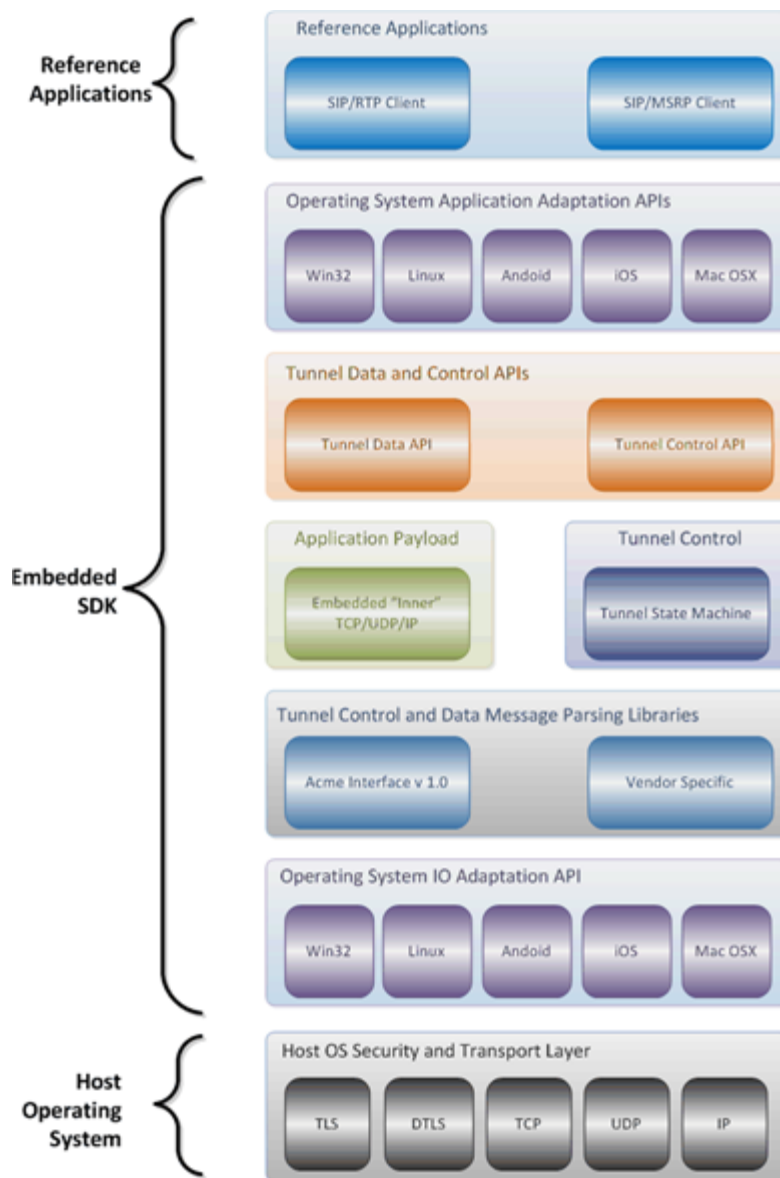 Reference Applications
Reference
Applications
SIP/RTP Client
SIP/MSRP Client
Operating System Application Adaptation APIs
Win32
Linux
Andoid
iOS
Mac OSX
Tunnel Data and Control APIs
Tunnel Data API
Tunnel Control API
Embedded
SDK
Application Payload
Embedded "Inner"
TCP/UDP/IP
Tunnel Control
Tunnel State Machine
Tunnel Control and Data Message Parsing Libraries
Acme Interface v 1.0
Vendor Specific
Operating System IO Adaptation API
Win32
Linux
Andoid
iOS
Mac OSX
Host OS Security and Transport Layer
Host
Operating
System
TLS
DTLS
TCP
UDP
IP